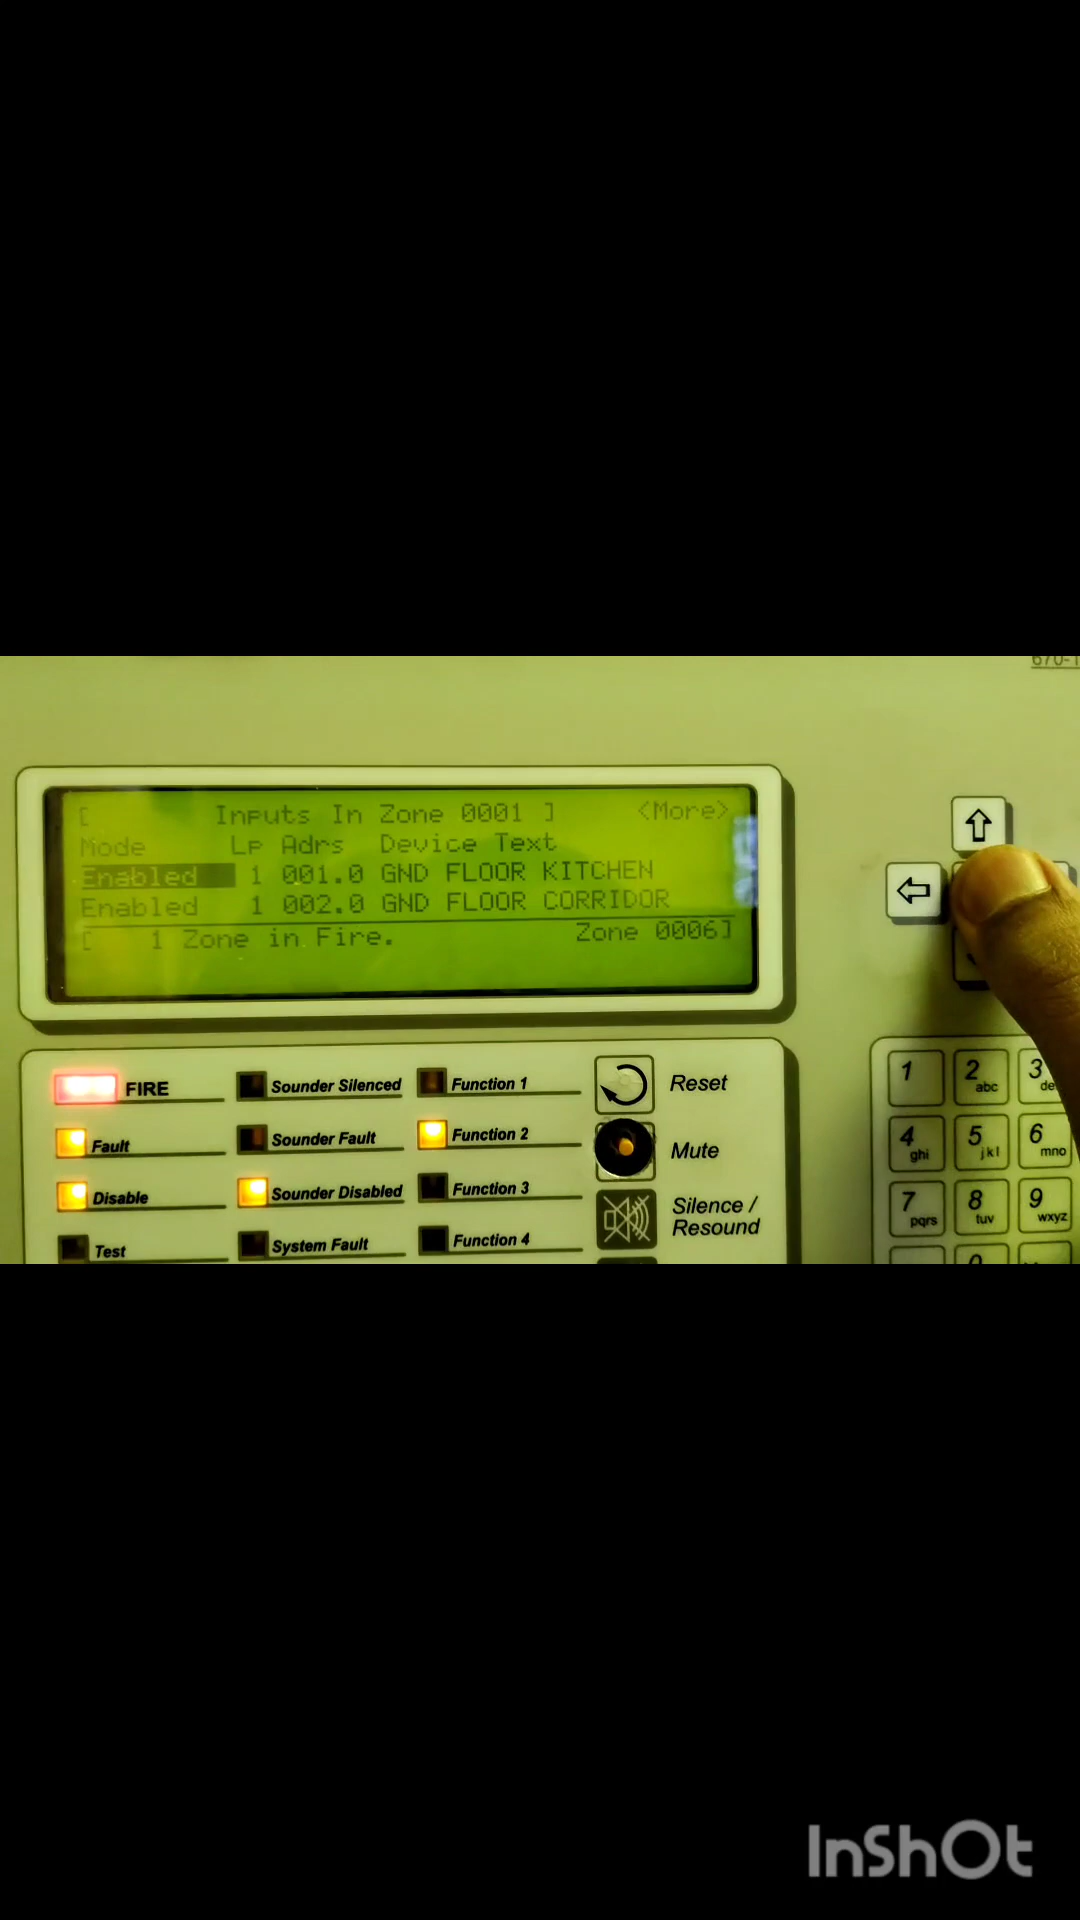 670-1
[ Inputs In Zone 0001 ] <More>
Mode Lp Adrs Device Text
Enabled 1 001.0 GND FLOOR KITCHEN
Enabled 1 002.0 GND FLOOR CORRIDOR
[ 1 Zone in Fire. Zone 0006]
FIRE
Fault
Disable
Test
Sounder Silenced
Sounder Fault
Sounder Disabled
System Fault
Function 1
Function 2
Function 3
Function 4
Reset
Mute
Silence /
Resound
1 2 abc 3 de
4 ghi 5 jkl 6 mno
7 pqrs 8 tuv 9 wxyz
0
InShOt